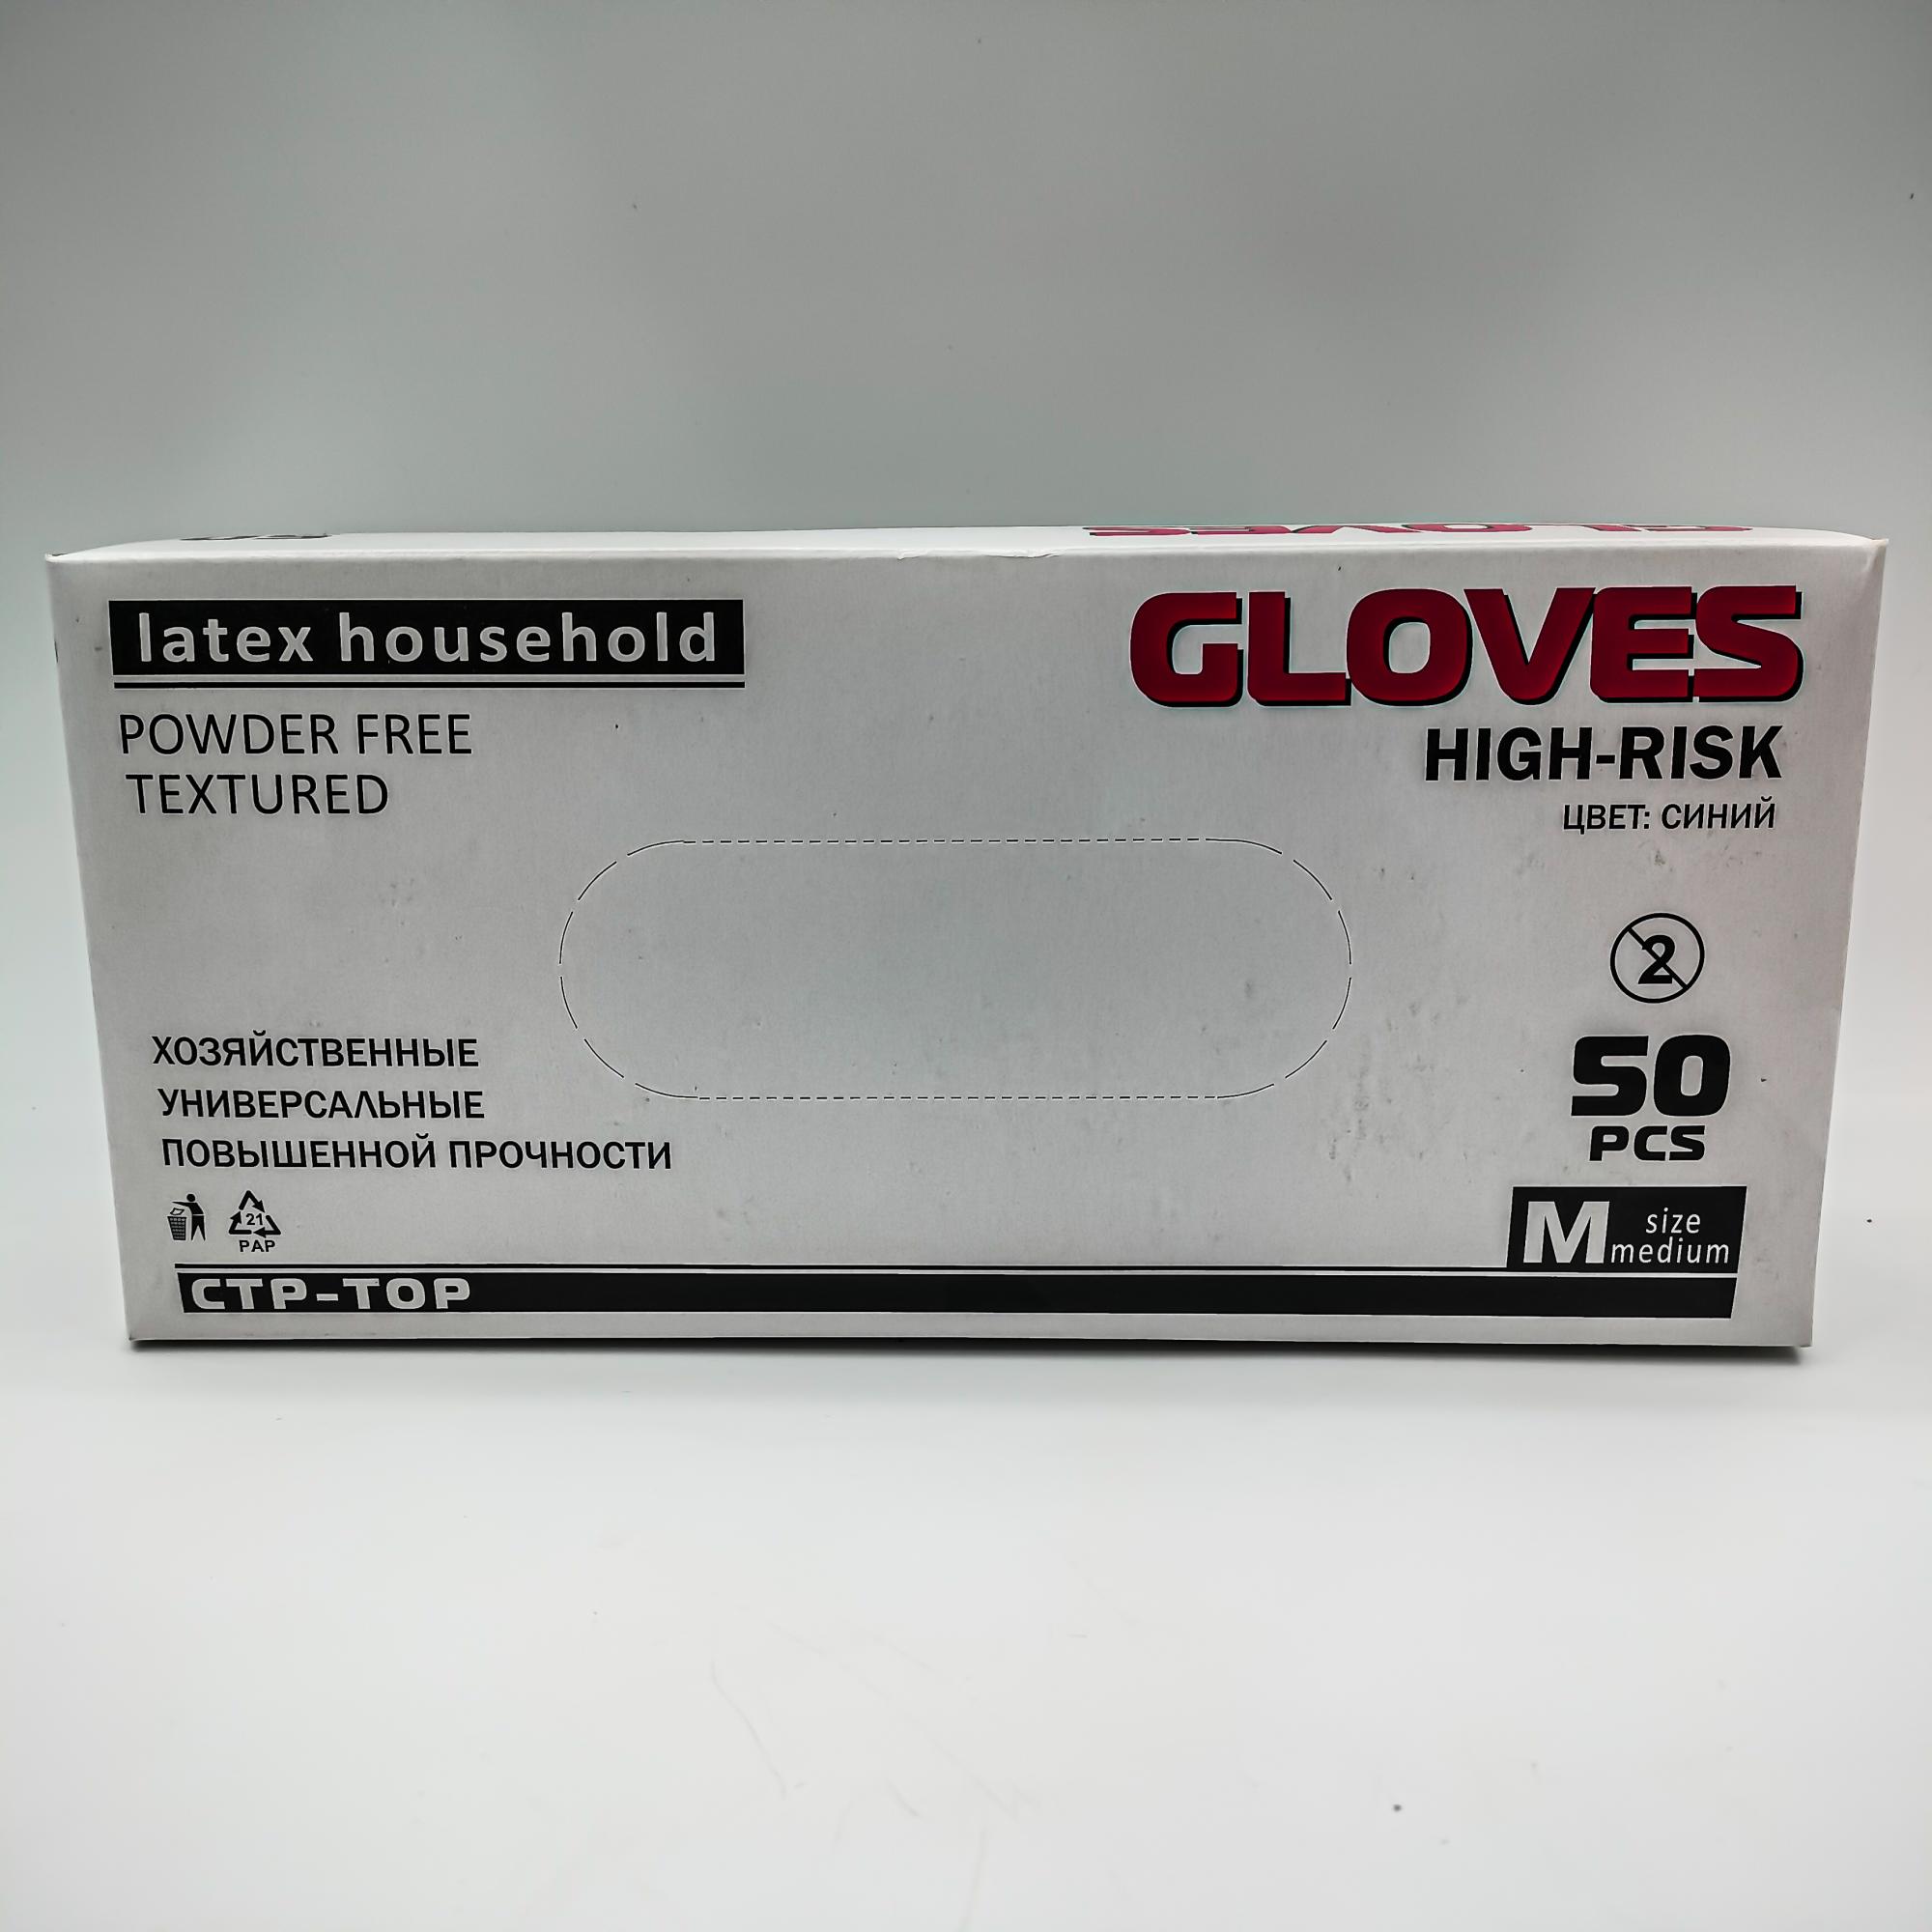 GLOVES
latex household
POWDER FREE
TEXTURED
GLOVES
HIGH-RISK
ЦВЕТ: СИНИЙ
2
50
PCS
ХОЗЯЙСТВЕННЫЕ
УНИВЕРСАЛЬНЫЕ
ПОВЫШЕННОЙ ПРОЧНОСТИ
21
PAP
M size
medium
CTP-TOP